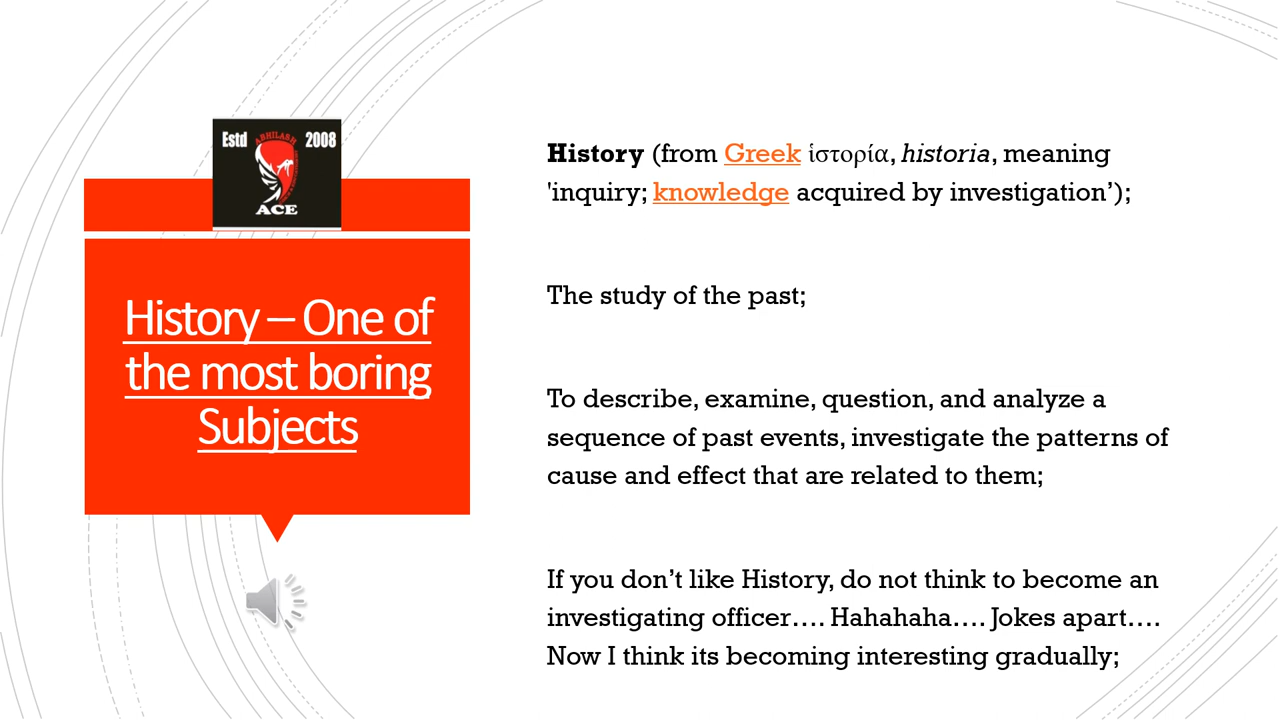 Estd 2008
ABHILASH
ACE
History – One of
the most boring
Subjects
History (from Greek ἱστορία, historia, meaning
'inquiry; knowledge acquired by investigation’);
The study of the past;
To describe, examine, question, and analyze a
sequence of past events, investigate the patterns of
cause and effect that are related to them;
If you don’t like History, do not think to become an
investigating officer…. Hahahaha…. Jokes apart….
Now I think its becoming interesting gradually;